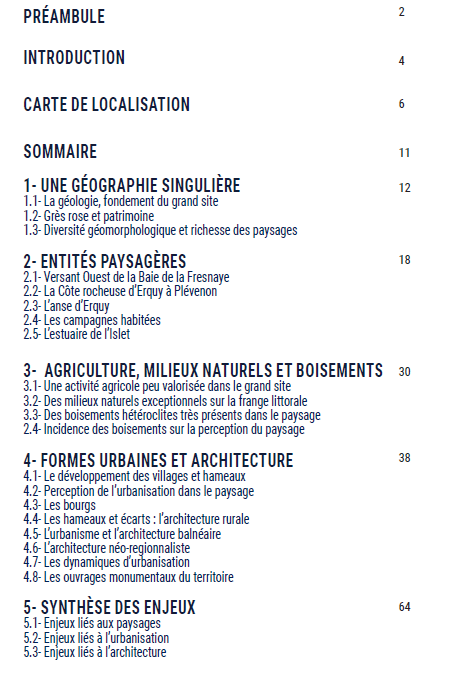 PRÉAMBULE 2
INTRODUCTION 4
CARTE DE LOCALISATION 6
SOMMAIRE 11
1- UNE GÉOGRAPHIE SINGULIÈRE 12
1.1- La géologie, fondement du grand site
1.2- Grès rose et patrimoine
1.3- Diversité géomorphologique et richesse des paysages
2- ENTITÉS PAYSAGÈRES 18
2.1- Versant Ouest de la Baie de la Fresnaye
2.2- La Côte rocheuse d'Erquy à Plévenon
2.3- L'anse d'Erquy
2.4- Les campagnes habitées
2.5- L'estuaire de l'Islet
3- AGRICULTURE, MILIEUX NATURELS ET BOISEMENTS 30
3.1- Une activité agricole peu valorisée dans le grand site
3.2- Des milieux naturels exceptionnels sur la frange littorale
3.3- Des boisements hétéroclites très présents dans le paysage
2.4- Incidence des boisements sur la perception du paysage
4- FORMES URBAINES ET ARCHITECTURE 38
4.1- Le développement des villages et hameaux
4.2- Perception de l'urbanisation dans le paysage
4.3- Les bourgs
4.4- Les hameaux et écarts : l'architecture rurale
4.5- L'urbanisme et l'architecture balnéaire
4.6- L'architecture néo-regionnaliste
4.7- Les dynamiques d'urbanisation
4.8- Les ouvrages monumentaux du territoire
5- SYNTHÈSE DES ENJEUX 64
5.1- Enjeux liés aux paysages
5.2- Enjeux liés à l'urbanisation
5.3- Enjeux liés à l'architecture